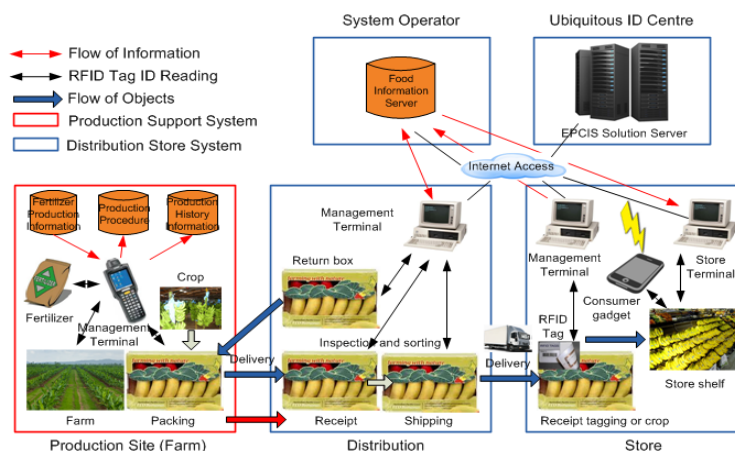 System Operator
Ubiquitous ID Centre
Flow of Information
RFID Tag ID Reading
Flow of Objects
Production Support System
Distribution Store System
Food
Information
Server
EPCIS Solution Server
Internet Access
Fertilizer
Production
Information
Production
Procedure
Production
History
Information
Management
Terminal
Return box
Management
Terminal
Store
Terminal
Crop
Consumer
gadget
Fertilizer
Management
Terminal
RFID
Tag
Inspection and sorting
Delivery
Delivery
Store shelf
Farm
Packing
Receipt
Shipping
Receipt tagging or crop
Production Site (Farm)
Distribution
Store